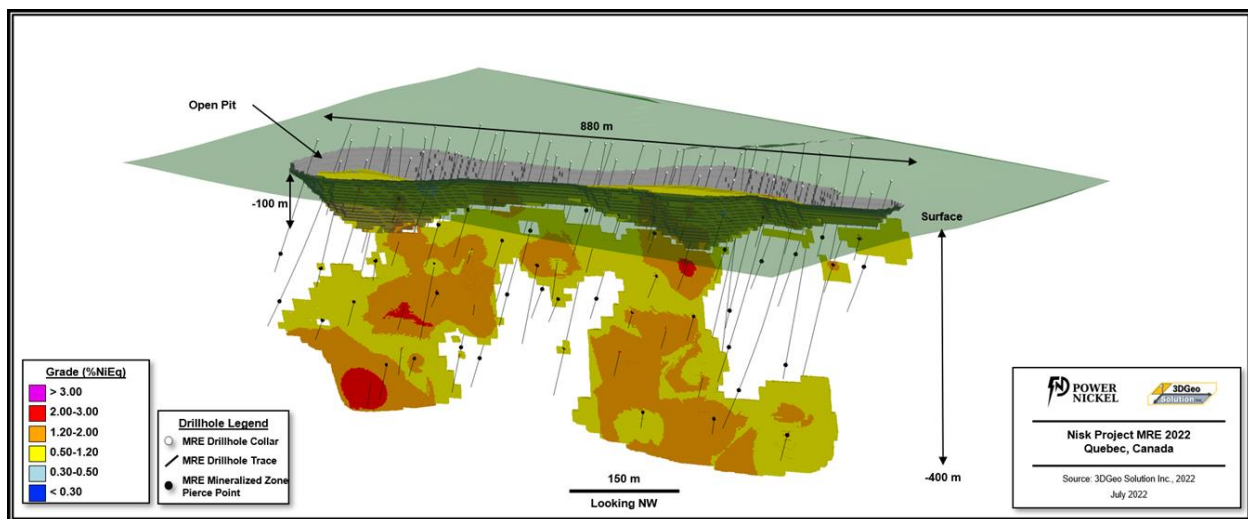 Open Pit
880 m
-100 m
Surface
-400 m
Grade (%NiEq)
> 3.00
2.00-3.00
1.20-2.00
0.50-1.20
0.30-0.50
< 0.30
Drillhole Legend
MRE Drillhole Collar
MRE Drillhole Trace
MRE Mineralized Zone
Pierce Point
150 m
Looking NW
POWER
NICKEL
3DGeo
Solution Inc.
Nisk Project MRE 2022
Quebec, Canada
Source: 3DGeo Solution Inc., 2022
July 2022